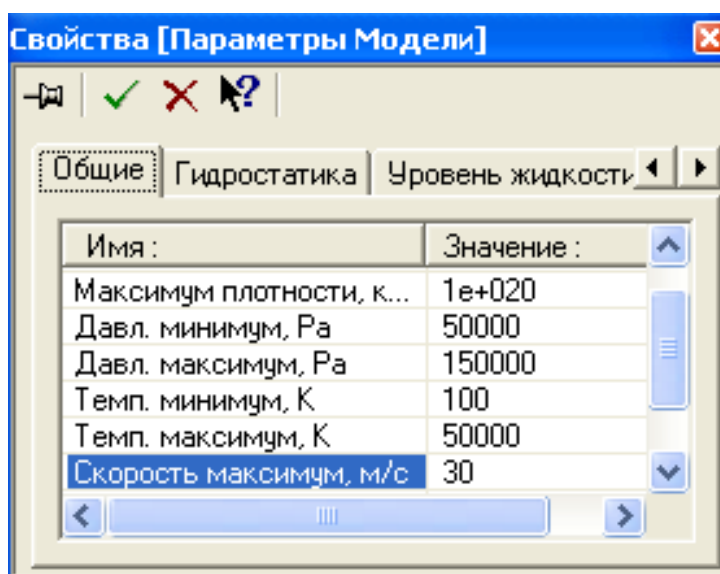 Свойства [Параметры Модели]
Общие Гидростатика Уровень жидкости
Имя : Значение :
Максимум плотности, к... 1e+020
Давл. минимум, Pa 50000
Давл. максимум, Pa 150000
Темп. минимум, K 100
Темп. максимум, K 50000
Скорость максимум, м/с 30